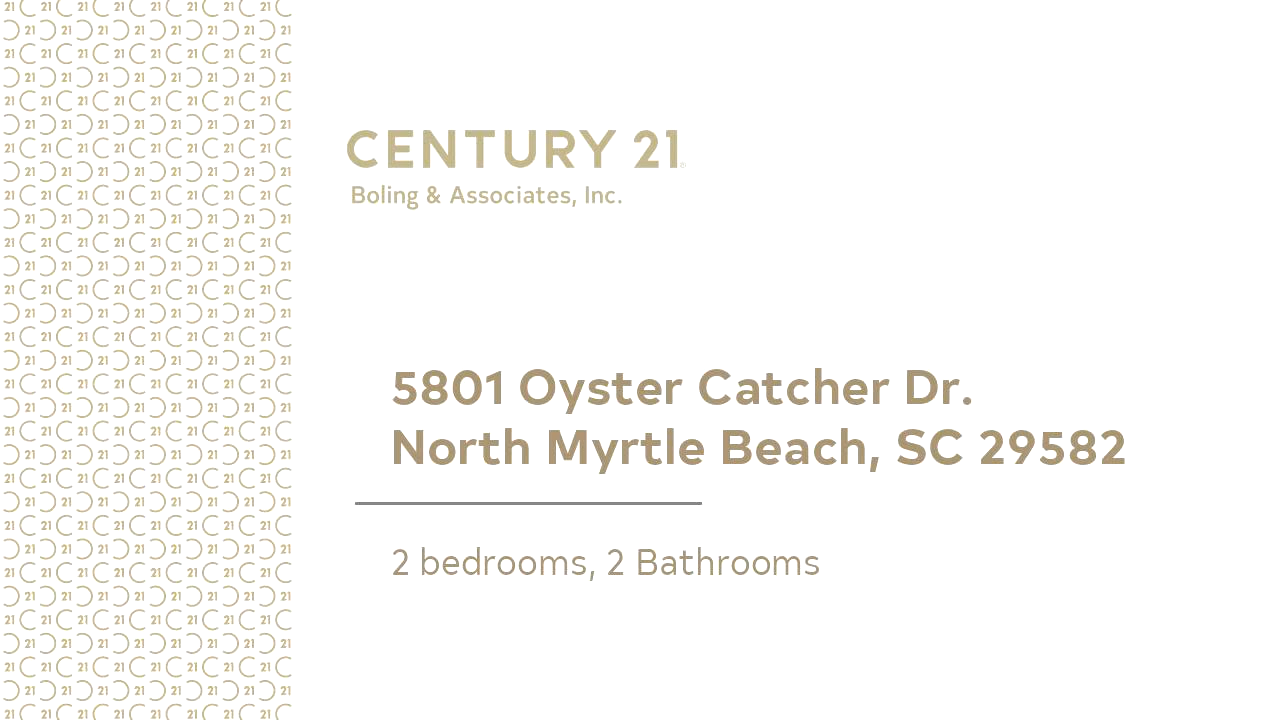 CENTURY 21
Boling & Associates, Inc.
5801 Oyster Catcher Dr.
North Myrtle Beach, SC 29582
2 bedrooms, 2 Bathrooms